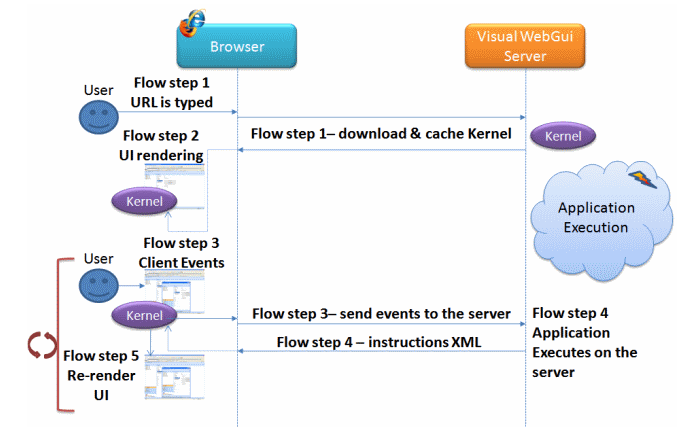 Browser
Visual WebGui
Server
User
Flow step 1
URL is typed
Flow step 2
UI rendering
Flow step 1– download & cache Kernel
Kernel
Kernel
Application
Execution
User
Flow step 3
Client Events
Kernel
Flow step 3– send events to the server
Flow step 4
Application
Executes on the
server
Flow step 4 – instructions XML
Flow step 5
Re-render
UI